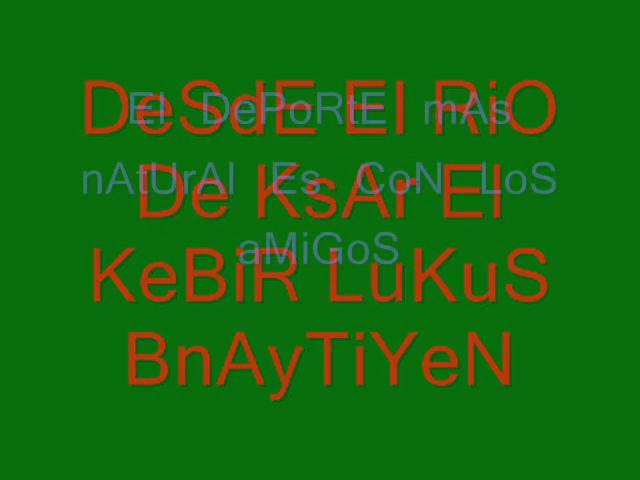 DeSdE El RiO
De KsAr El
KeBiR LuKuS
BnAyTiYeN
El DePoRtE mAs
nAtUrAl Es CoN LoS
aMiGoS